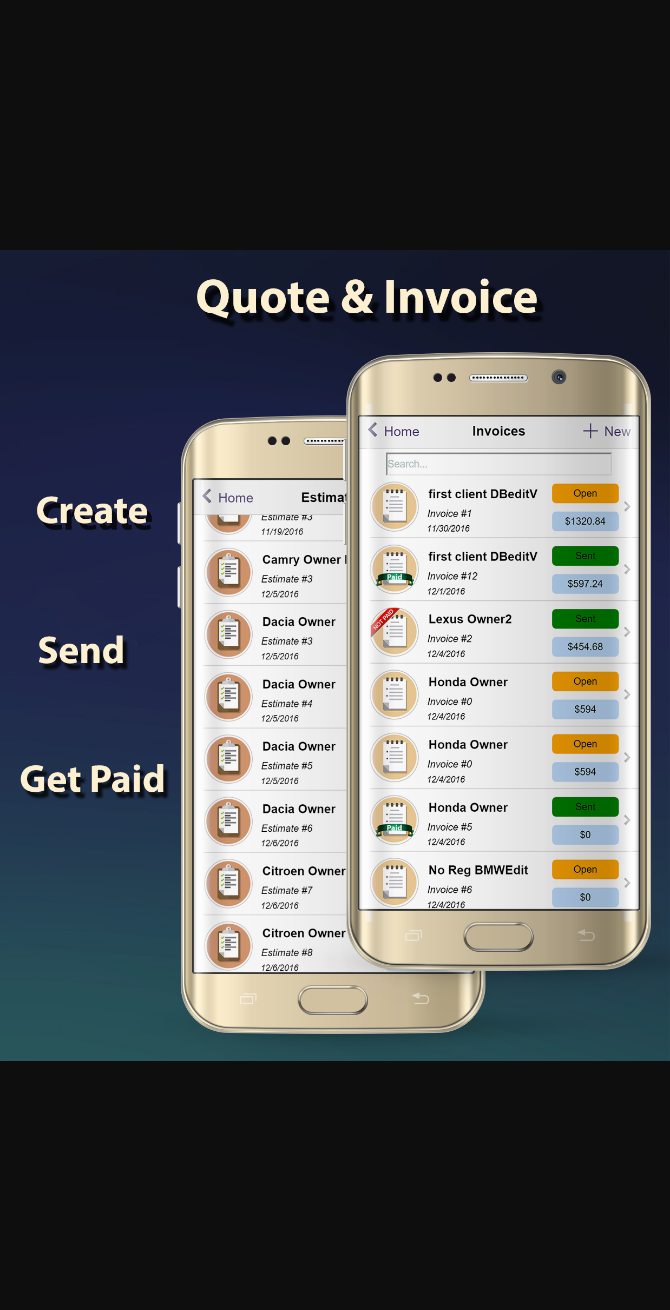 Quote & Invoice
Create
Send
Get Paid
Home
Estimat
Estimate #3
11/19/2016
Camry Owner
Estimate #3
12/5/2016
Dacia Owner
Estimate #3
12/5/2016
Dacia Owner
Estimate #4
12/5/2016
Dacia Owner
Estimate #5
12/5/2016
Dacia Owner
Estimate #6
12/6/2016
Citroen Owner
Estimate #7
12/6/2016
Citroen Owner
Estimate #8
12/6/2016
Home Invoices + New
Search...
first client DBeditV Open
Invoice #1 $1320.84
11/30/2016
first client DBeditV Sent
Paid Invoice #12 $597.24
12/1/2016
NOT PAID Lexus Owner2 Sent
Invoice #2 $454.68
12/4/2016
Honda Owner Open
Invoice #0 $594
12/4/2016
Honda Owner Open
Invoice #0 $594
12/4/2016
Honda Owner Sent
Paid Invoice #5 $0
12/4/2016
No Reg BMWEdit Open
Invoice #6 $0
12/4/2016